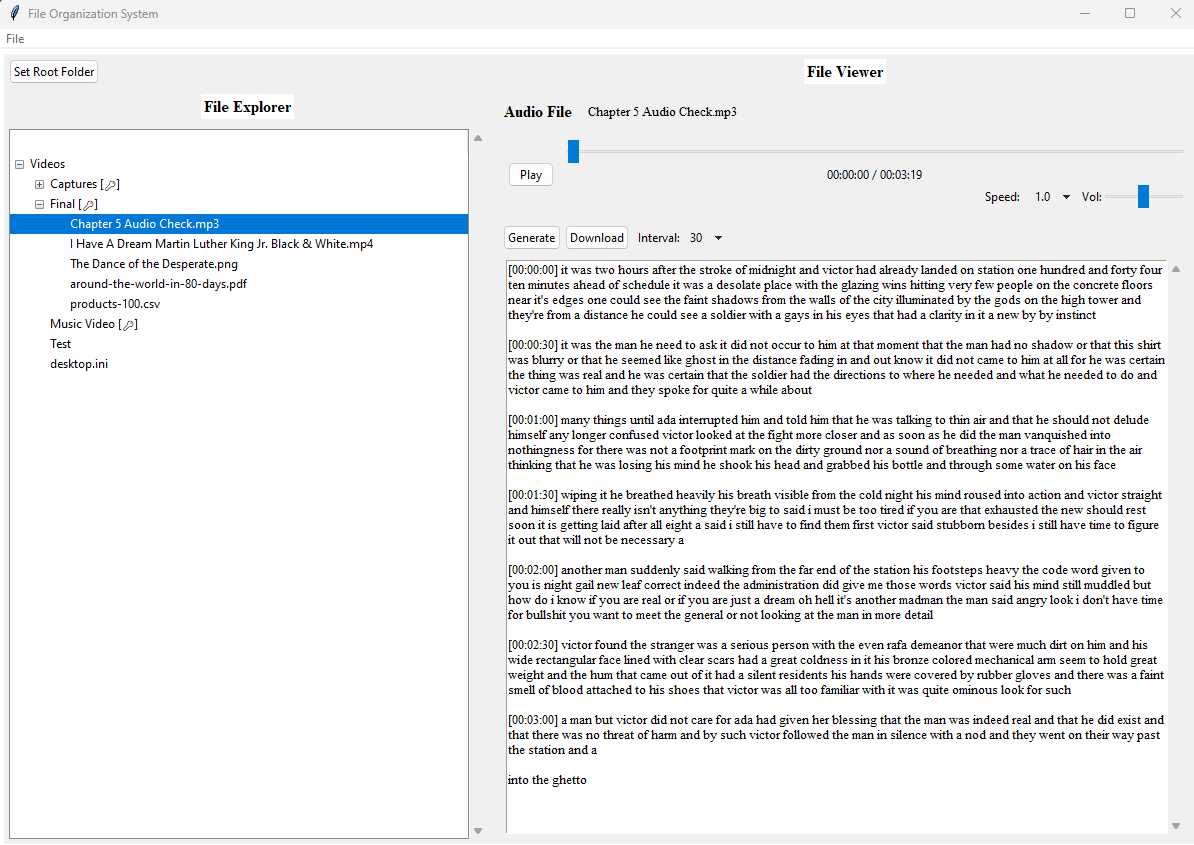 File Organization System
File
Set Root Folder
File Explorer
Videos
Captures [🔎]
Final [🔎]
Chapter 5 Audio Check.mp3
I Have A Dream Martin Luther King Jr. Black & White.mp4
The Dance of the Desperate.png
around-the-world-in-80-days.pdf
products-100.csv
Music Video [🔎]
Test
desktop.ini
File Viewer
Audio File Chapter 5 Audio Check.mp3
Play
00:00:00 / 00:03:19
Speed: 1.0 Vol:
Generate Download Interval: 30
[00:00:00] it was two hours after the stroke of midnight and victor had already landed on station one hundred and forty four
ten minutes ahead of schedule it was a desolate place with the glazing wins hitting very few people on the concrete floors
near it's edges one could see the faint shadows from the walls of the city illuminated by the gods on the high tower and
they're from a distance he could see a soldier with a gays in his eyes that had a clarity in it a new by by instinct
[00:00:30] it was the man he need to ask it did not occur to him at that moment that the man had no shadow or that this shirt
was blurry or that he seemed like ghost in the distance fading in and out know it did not came to him at all for he was certain
the thing was real and he was certain that the soldier had the directions to where he needed and what he needed to do and
victor came to him and they spoke for quite a while about
[00:01:00] many things until ada interrupted him and told him that he was talking to thin air and that he should not delude
himself any longer confused victor looked at the fight more closer and as soon as he did the man vanquished into
nothingness for there was not a footprint mark on the dirty ground nor a sound of breathing nor a trace of hair in the air
thinking that he was losing his mind he shook his head and grabbed his bottle and through some water on his face
[00:01:30] wiping it he breathed heavily his breath visible from the cold night his mind roused into action and victor straight
and himself there really isn't anything they're big to said i must be too tired if you are that exhausted the new should rest
soon it is getting laid after all eight a said i still have to find them first victor said stubborn besides i still have time to figure
it out that will not be necessary a
[00:02:00] another man suddenly said walking from the far end of the station his footsteps heavy the code word given to
you is night gail new leaf correct indeed the administration did give me those words victor said his mind still muddled but
how do i know if you are real or if you are just a dream oh hell it's another madman the man said angry look i don't have time
for bullshit you want to meet the general or not looking at the man in more detail
[00:02:30] victor found the stranger was a serious person with the even rafa demeanor that were much dirt on him and his
wide rectangular face lined with clear scars had a great coldness in it his bronze colored mechanical arm seem to hold great
weight and the hum that came out of it had a silent residents his hands were covered by rubber gloves and there was a faint
smell of blood attached to his shoes that victor was all too familiar with it was quite ominous look for such
[00:03:00] a man but victor did not care for ada had given her blessing that the man was indeed real and that he did exist and
that there was no threat of harm and by such victor followed the man in silence with a nod and they went on their way past
the station and a
into the ghetto